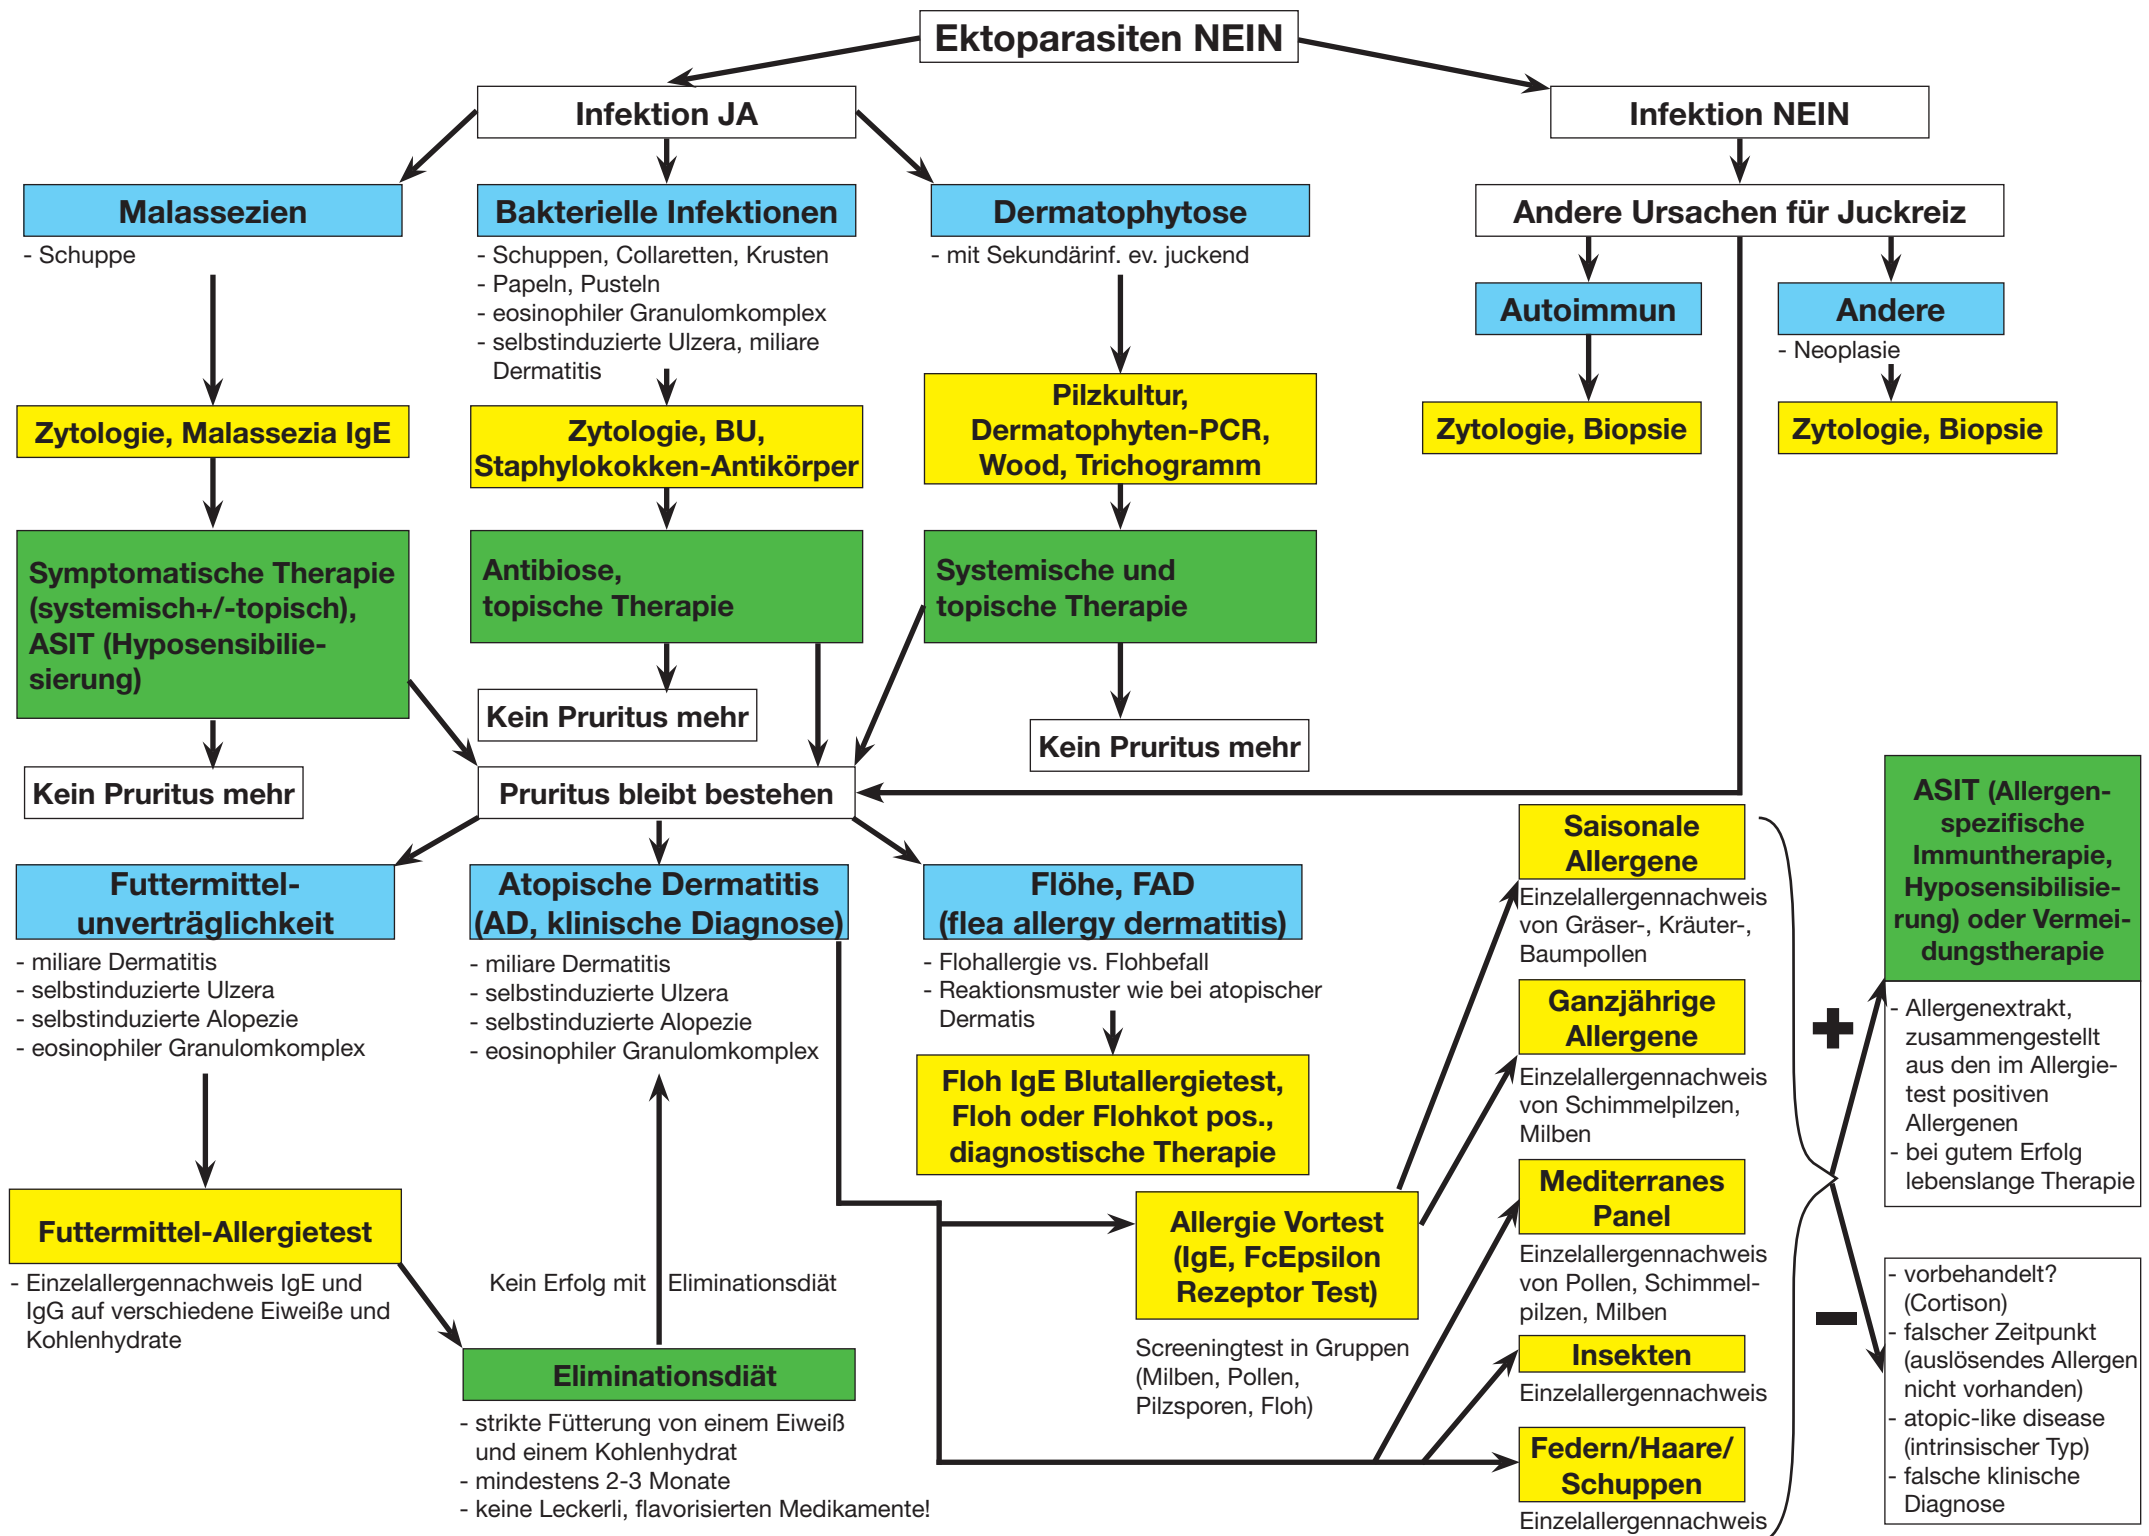 Ektoparasiten NEIN
Infektion JA
Infektion NEIN
Malassezien
- Schuppe
Bakterielle Infektionen
- Schuppen, Collaretten, Krusten
- Papeln, Pusteln
- eosinophiler Granulomkomplex
- selbstinduzierte Ulzera, miliare
Dermatitis
Dermatophytose
- mit Sekundärinf. ev. juckend
Andere Ursachen für Juckreiz
Autoimmun
Andere
- Neoplasie
Zytologie, Malassezia IgE
Zytologie, BU,
Staphylokokken-Antikörper
Pilzkultur,
Dermatophyten-PCR,
Wood, Trichogramm
Zytologie, Biopsie
Zytologie, Biopsie
Symptomatische Therapie
(systemisch+/-topisch),
ASIT (Hyposensibilie-
sierung)
Antibiose,
topische Therapie
Systemische und
topische Therapie
Kein Pruritus mehr
Kein Pruritus mehr
Kein Pruritus mehr
Pruritus bleibt bestehen
Futtermittel-
unverträglichkeit
- miliare Dermatitis
- selbstinduzierte Ulzera
- selbstinduzierte Alopezie
- eosinophiler Granulomkomplex
Atopische Dermatitis
(AD, klinische Diagnose)
- miliare Dermatitis
- selbstinduzierte Ulzera
- selbstinduzierte Alopezie
- eosinophiler Granulomkomplex
Flöhe, FAD
(flea allergy dermatitis)
- Flohallergie vs. Flohbefall
- Reaktionsmuster wie bei atopischer
Dermatis
Floh IgE Blutallergietest,
Floh oder Flohkot pos.,
diagnostische Therapie
Futtermittel-Allergietest
- Einzelallergennachweis IgE und
IgG auf verschiedene Eiweiße und
Kohlenhydrate
Kein Erfolg mit Eliminationsdiät
Eliminationsdiät
- strikte Fütterung von einem Eiweiß
und einem Kohlenhydrat
- mindestens 2-3 Monate
- keine Leckerli, flavorisierten Medikamente!
Allergie Vortest
(IgE, FcEpsilon
Rezeptor Test)
Screeningtest in Gruppen
(Milben, Pollen,
Pilzsporen, Floh)
Saisonale
Allergene
Einzelallergennachweis
von Gräser-, Kräuter-,
Baumpollen
Ganzjährige
Allergene
Einzelallergennachweis
von Schimmelpilzen,
Milben
Mediterranes
Panel
Einzelallergennachweis
von Pollen, Schimmel-
pilzen, Milben
Insekten
Einzelallergennachweis
Federn/Haare/
Schuppen
Einzelallergennachweis
+
ASIT (Allergen-
spezifische
Immuntherapie,
Hyposensibilisie-
rung) oder Vermei-
dungstherapie
- Allergenextrakt,
zusammengestellt
aus den im Allergie-
test positiven
Allergenen
- bei gutem Erfolg
lebenslange Therapie
–
- vorbehandelt?
(Cortison)
- falscher Zeitpunkt
(auslösendes Allergen
nicht vorhanden)
- atopic-like disease
(intrinsischer Typ)
- falsche klinische
Diagnose